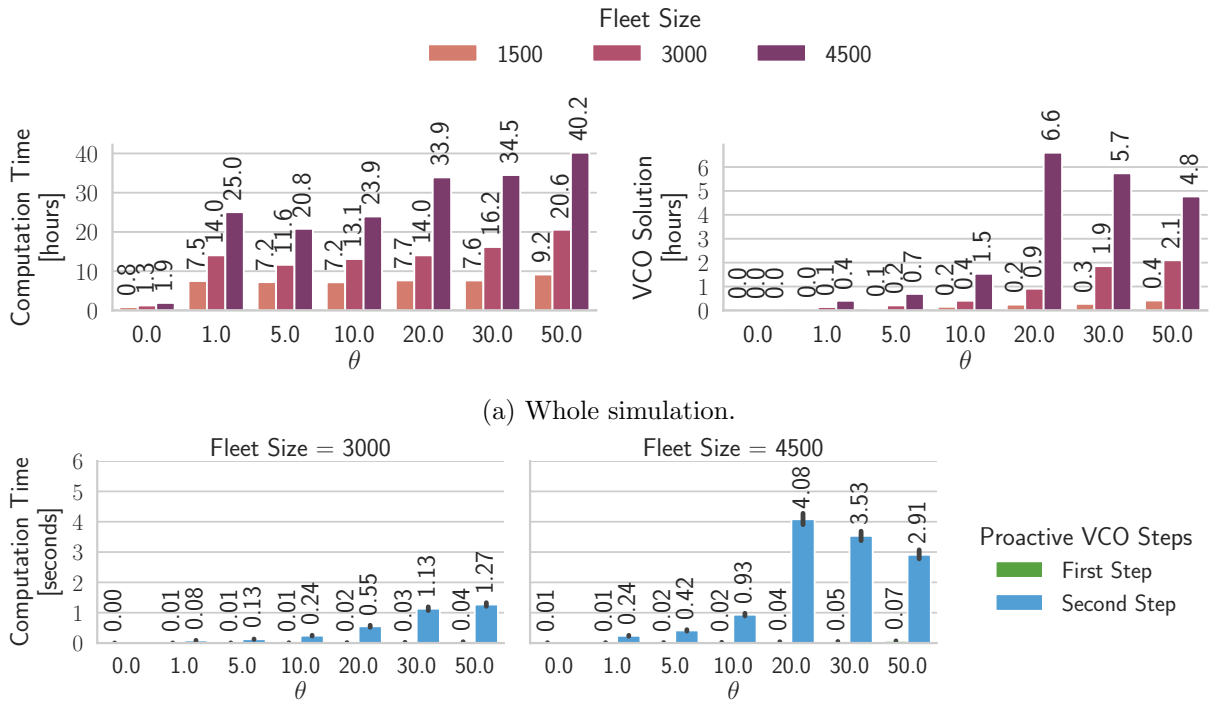 Fleet Size
1500 3000 4500
Computation Time
[hours]
40
30
20
10
0
0.8 1.3 1.9 7.5 14.0 25.0 7.2 11.6 20.8 7.2 13.1 23.9 7.7 14.0 33.9 7.6 16.2 34.5 9.2 20.6 40.2
0.0 1.0 5.0 10.0 20.0 30.0 50.0
θ
VCO Solution
[hours]
6
5
4
3
2
1
0
0.0 0.0 0.0 0.0 0.1 0.4 0.1 0.2 0.7 0.2 0.4 1.5 0.2 0.9 6.6 0.3 1.9 5.7 0.4 2.1 4.8
0.0 1.0 5.0 10.0 20.0 30.0 50.0
θ
(a) Whole simulation.
Fleet Size = 3000
Computation Time
[seconds]
6
5
4
3
2
1
0
0.00 0.01 0.08 0.01 0.13 0.01 0.24 0.02 0.55 0.03 1.13 0.04 1.27
0.0 1.0 5.0 10.0 20.0 30.0 50.0
θ
Fleet Size = 4500
0.01 0.01 0.24 0.02 0.42 0.02 0.93 0.04 4.08 0.05 3.53 0.07 2.91
0.0 1.0 5.0 10.0 20.0 30.0 50.0
θ
Proactive VCO Steps
First Step
Second Step